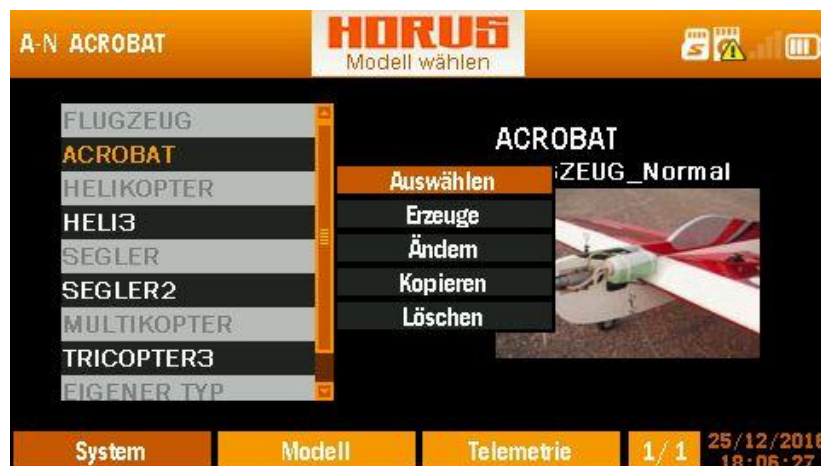 A-N ACROBAT
HORUS
Modell wählen
S
FLUGZEUG
ACROBAT
HELIKOPTER
HELI3
SEGLER
SEGLER2
MULTIKOPTER
TRICOPTER3
EIGENER TYP
ACROBAT
ZEUG_Normal
Auswählen
Erzeuge
Ändern
Kopieren
Löschen
System
Modell
Telemetrie
1/1
25/12/2016
18:06:27